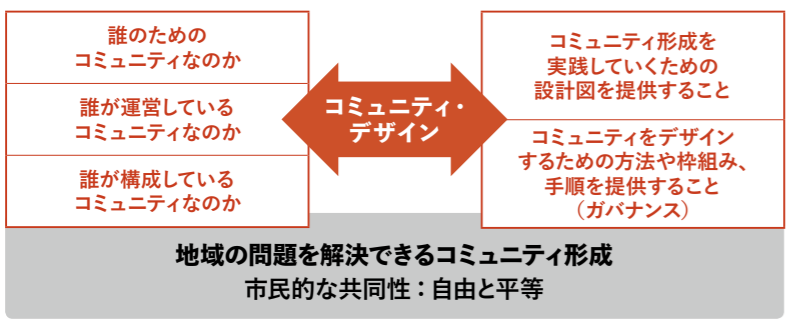 誰のための
コミュニティなのか
誰が運営している
コミュニティなのか
誰が構成している
コミュニティなのか
コミュニティ・
デザイン
コミュニティ形成を
実践していくための
設計図を提供すること
コミュニティをデザイン
するための方法や枠組み、
手順を提供すること
（ガバナンス）
地域の問題を解決できるコミュニティ形成
市民的な共同性：自由と平等